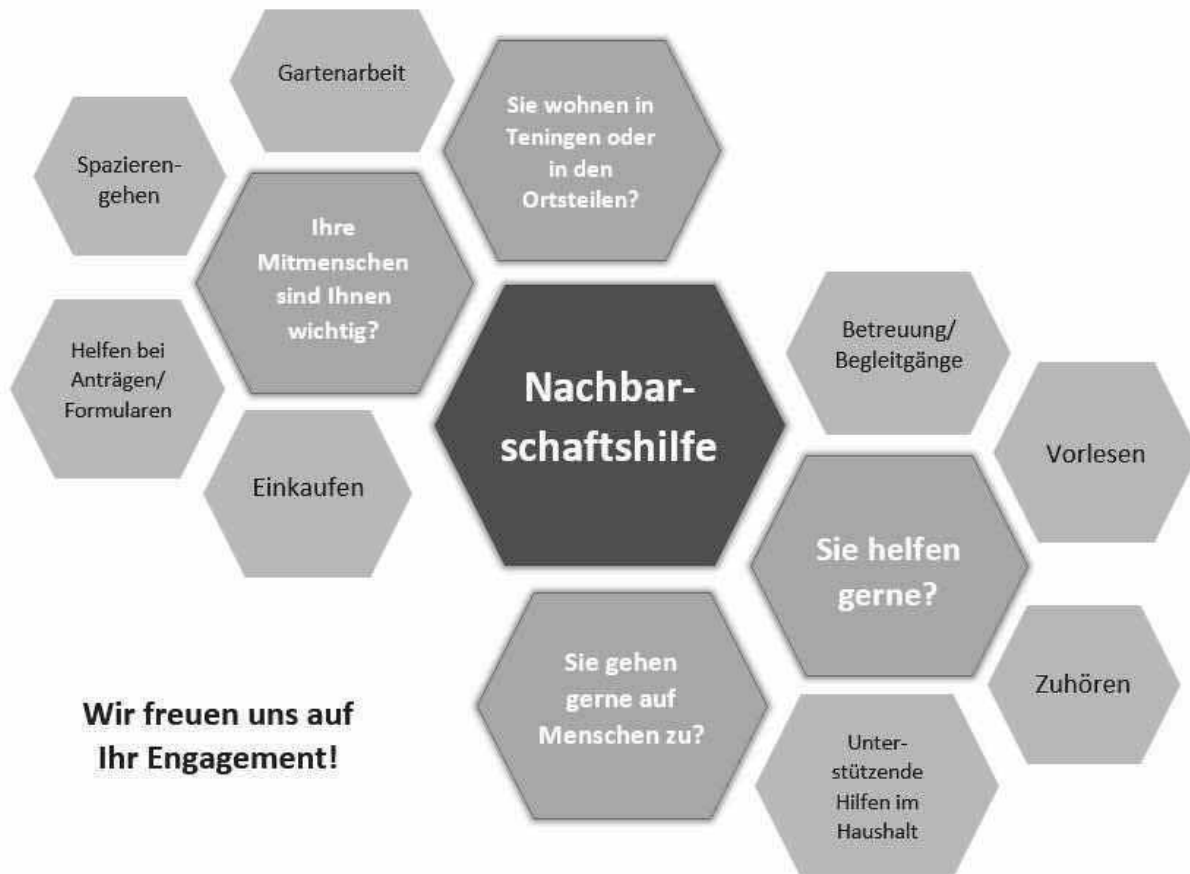 Gartenarbeit
Sie wohnen in
Teningen oder
in den
Ortsteilen?
Spazieren-
gehen
Ihre
Mitmenschen
sind Ihnen
wichtig?
Helfen bei
Anträgen/
Formularen
Einkaufen
Nachbar-
schaftshilfe
Betreuung/
Begleitgänge
Vorlesen
Sie helfen
gerne?
Sie gehen
gerne auf
Menschen zu?
Zuhören
Unter-
stützende
Hilfen im
Haushalt
Wir freuen uns auf
Ihr Engagement!